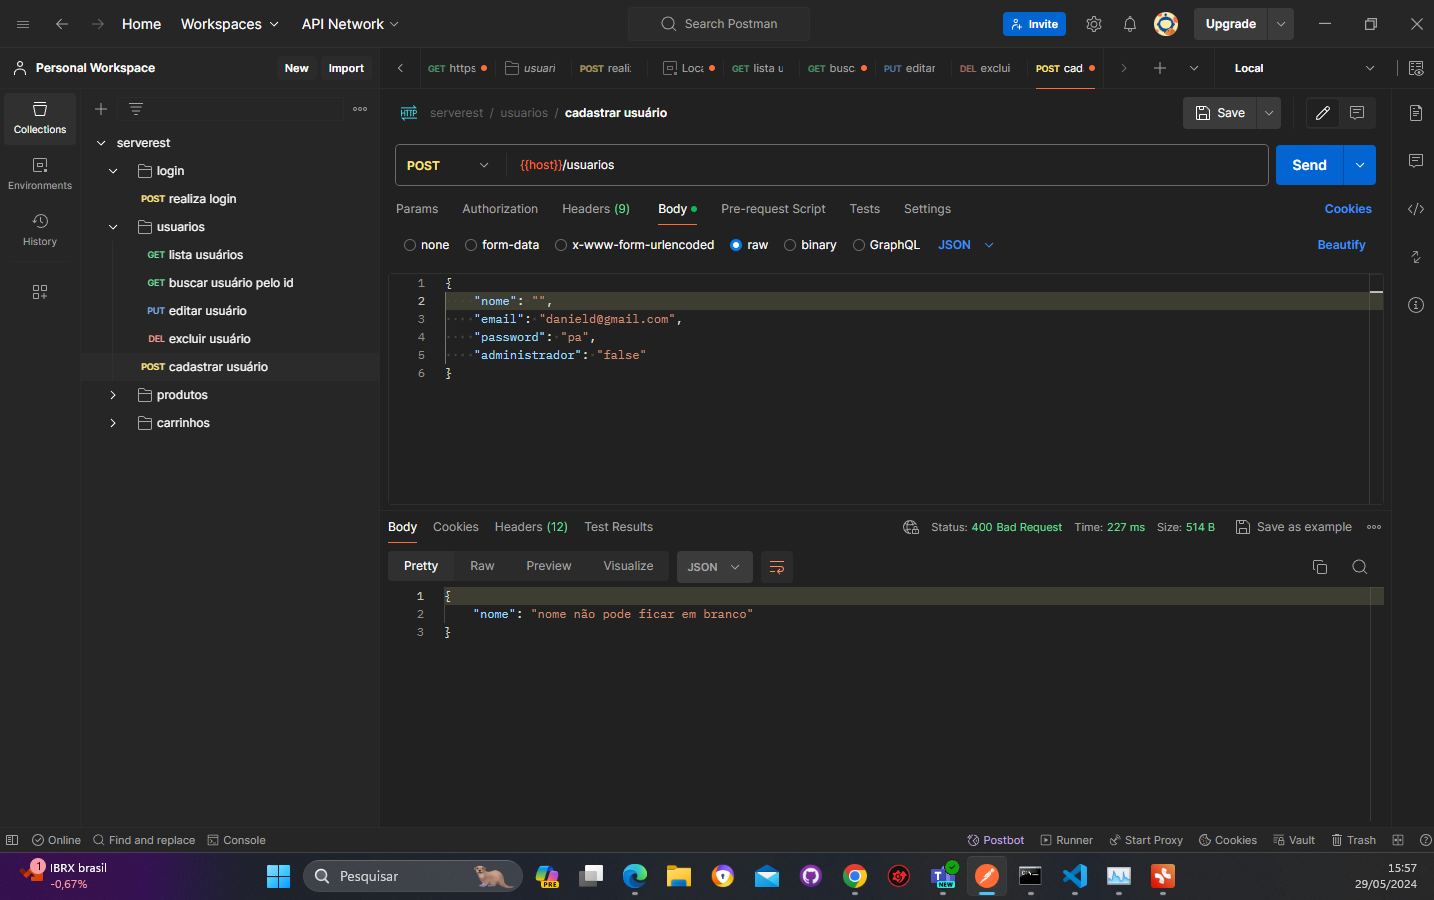 Home
Workspaces
API Network
Search Postman
Invite
Upgrade
Personal Workspace
New
Import
GET https
usuari
POST realiz
Loca
GET lista u
GET busc
PUT editar
DEL exclui
POST cad
Local
Collections
Environments
History
serverest
login
POST realiza login
usuarios
GET lista usuários
GET buscar usuário pelo id
PUT editar usuário
DEL excluir usuário
POST cadastrar usuário
produtos
carrinhos
HTTP serverest / usuarios / cadastrar usuário
Save
POST
{{host}}/usuarios
Send
Params
Authorization
Headers (9)
Body
Pre-request Script
Tests
Settings
Cookies
none
form-data
x-www-form-urlencoded
raw
binary
GraphQL
JSON
Beautify
1 {
2 "nome": "",
3 "email": "danield@gmail.com",
4 "password": "pa",
5 "administrador": "false"
6 }
Body
Cookies
Headers (12)
Test Results
Status: 400 Bad Request
Time: 227 ms
Size: 514 B
Save as example
Pretty
Raw
Preview
Visualize
JSON
1 {
2 "nome": "nome não pode ficar em branco"
3 }
Online
Find and replace
Console
Postbot
Runner
Start Proxy
Cookies
Vault
Trash
1
IBRX brasil
-0,67%
Pesquisar
PRE
NEW
15:57
29/05/2024